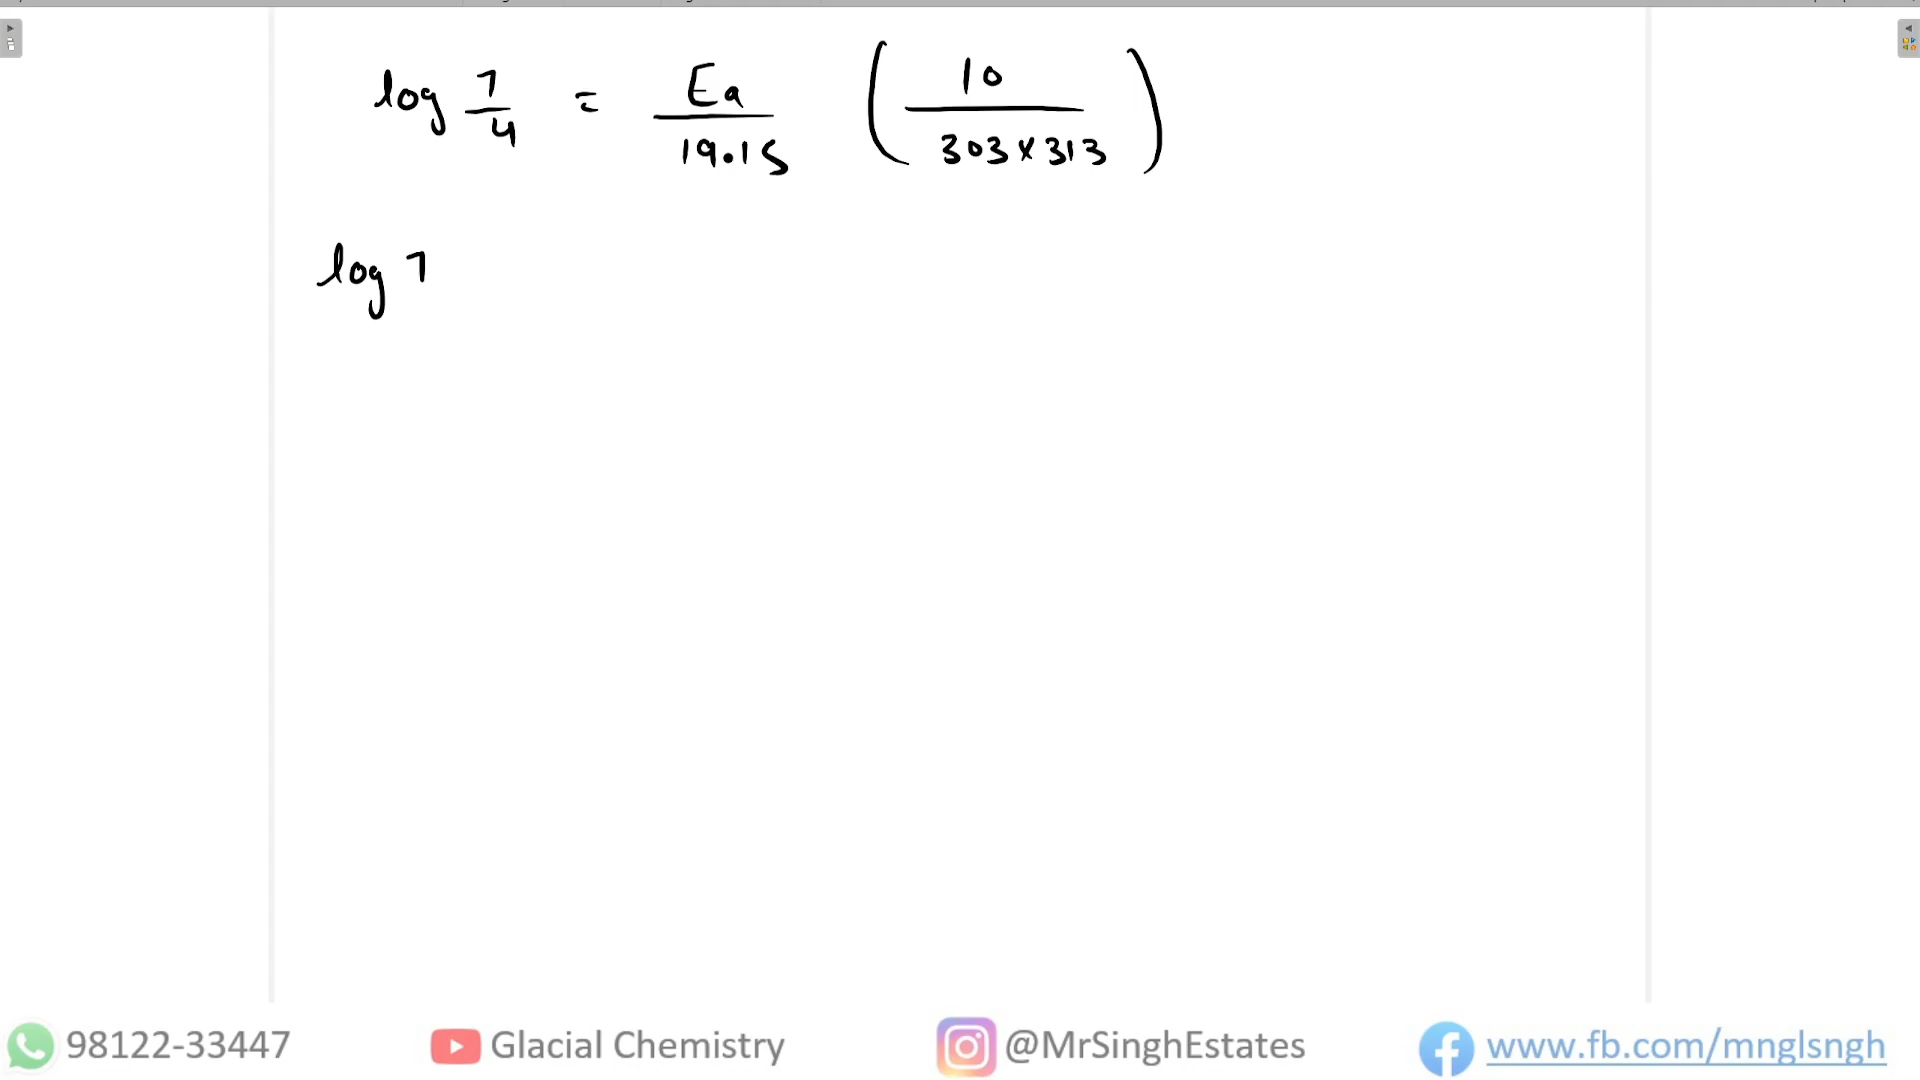 log 7/4 = Ea/19.15 (10/303×313)
log 7
98122-33447 Glacial Chemistry @MrSinghEstates www.fb.com/mnglsngh